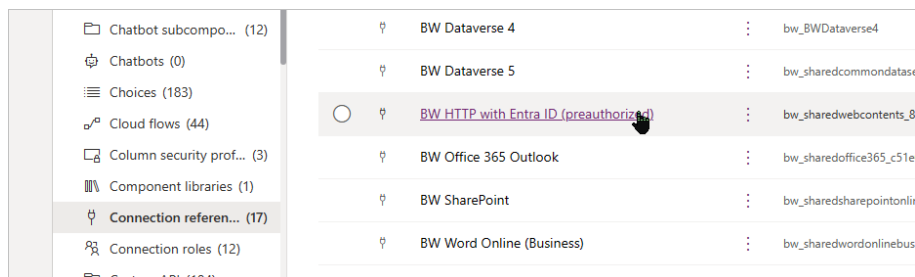 Chatbot subcompo... (12)
Chatbots (0)
Choices (183)
Cloud flows (44)
Column security prof... (3)
Component libraries (1)
Connection referen... (17)
Connection roles (12)
BW Dataverse 4 bw_BWDataverse4
BW Dataverse 5 bw_sharedcommondatase
BW HTTP with Entra ID (preauthorized) bw_sharedwebcontents_8
BW Office 365 Outlook bw_sharedoffice365_c51e
BW SharePoint bw_sharedsharepointonli
BW Word Online (Business) bw_sharedwordonlinebus